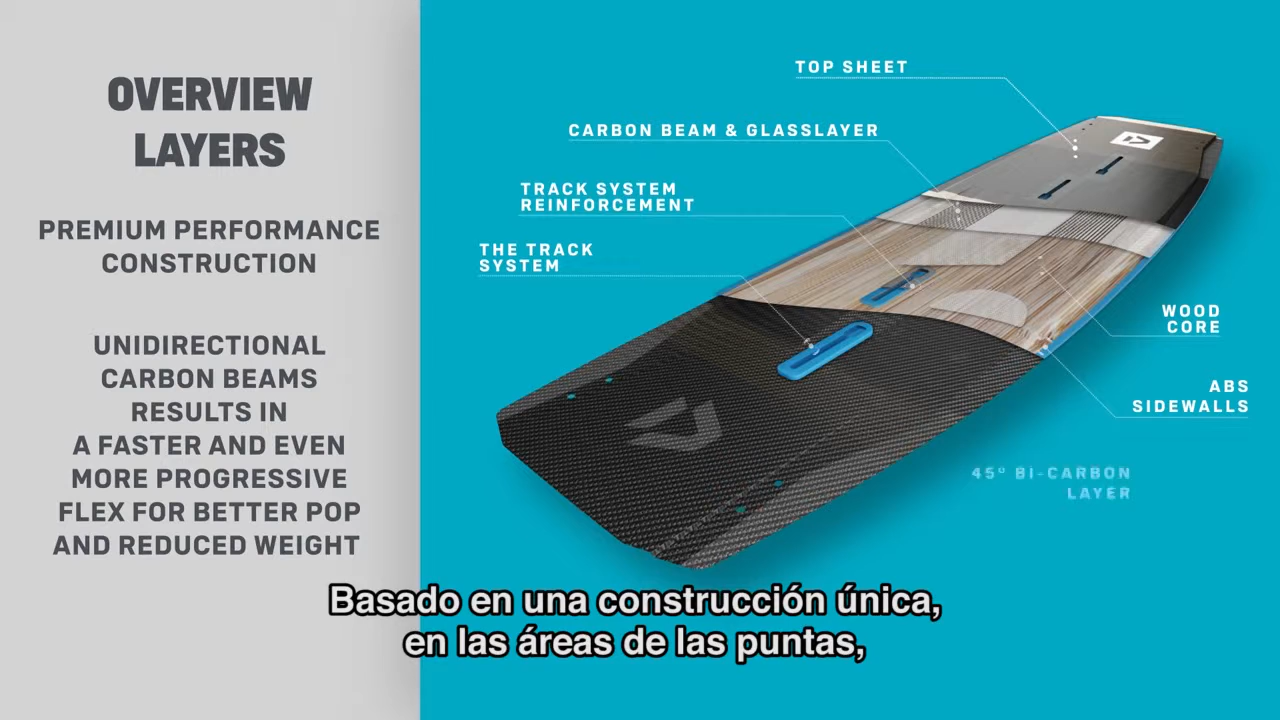 OVERVIEW
LAYERS
PREMIUM PERFORMANCE
CONSTRUCTION
UNIDIRECTIONAL
CARBON BEAMS
RESULTS IN
A FASTER AND EVEN
MORE PROGRESSIVE
FLEX FOR BETTER POP
AND REDUCED WEIGHT
TOP SHEET
CARBON BEAM & GLASSLAYER
TRACK SYSTEM
REINFORCEMENT
THE TRACK
SYSTEM
WOOD
CORE
ABS
SIDEWALLS
45º BI-CARBON
LAYER
Basado en una construcción única,
en las áreas de las puntas,